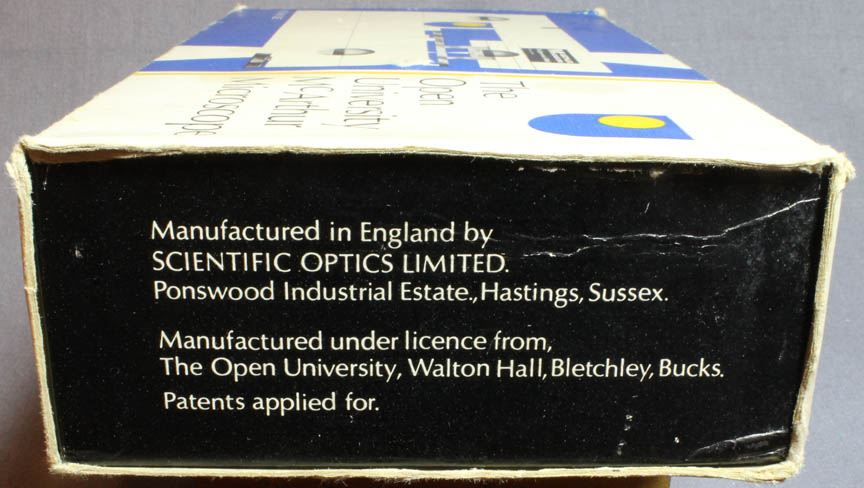 The
Open
University
McArthur
Microscope
Manufactured in England by
SCIENTIFIC OPTICS LIMITED.
Ponswood Industrial Estate., Hastings, Sussex.
Manufactured under licence from,
The Open University, Walton Hall, Bletchley, Bucks.
Patents applied for.